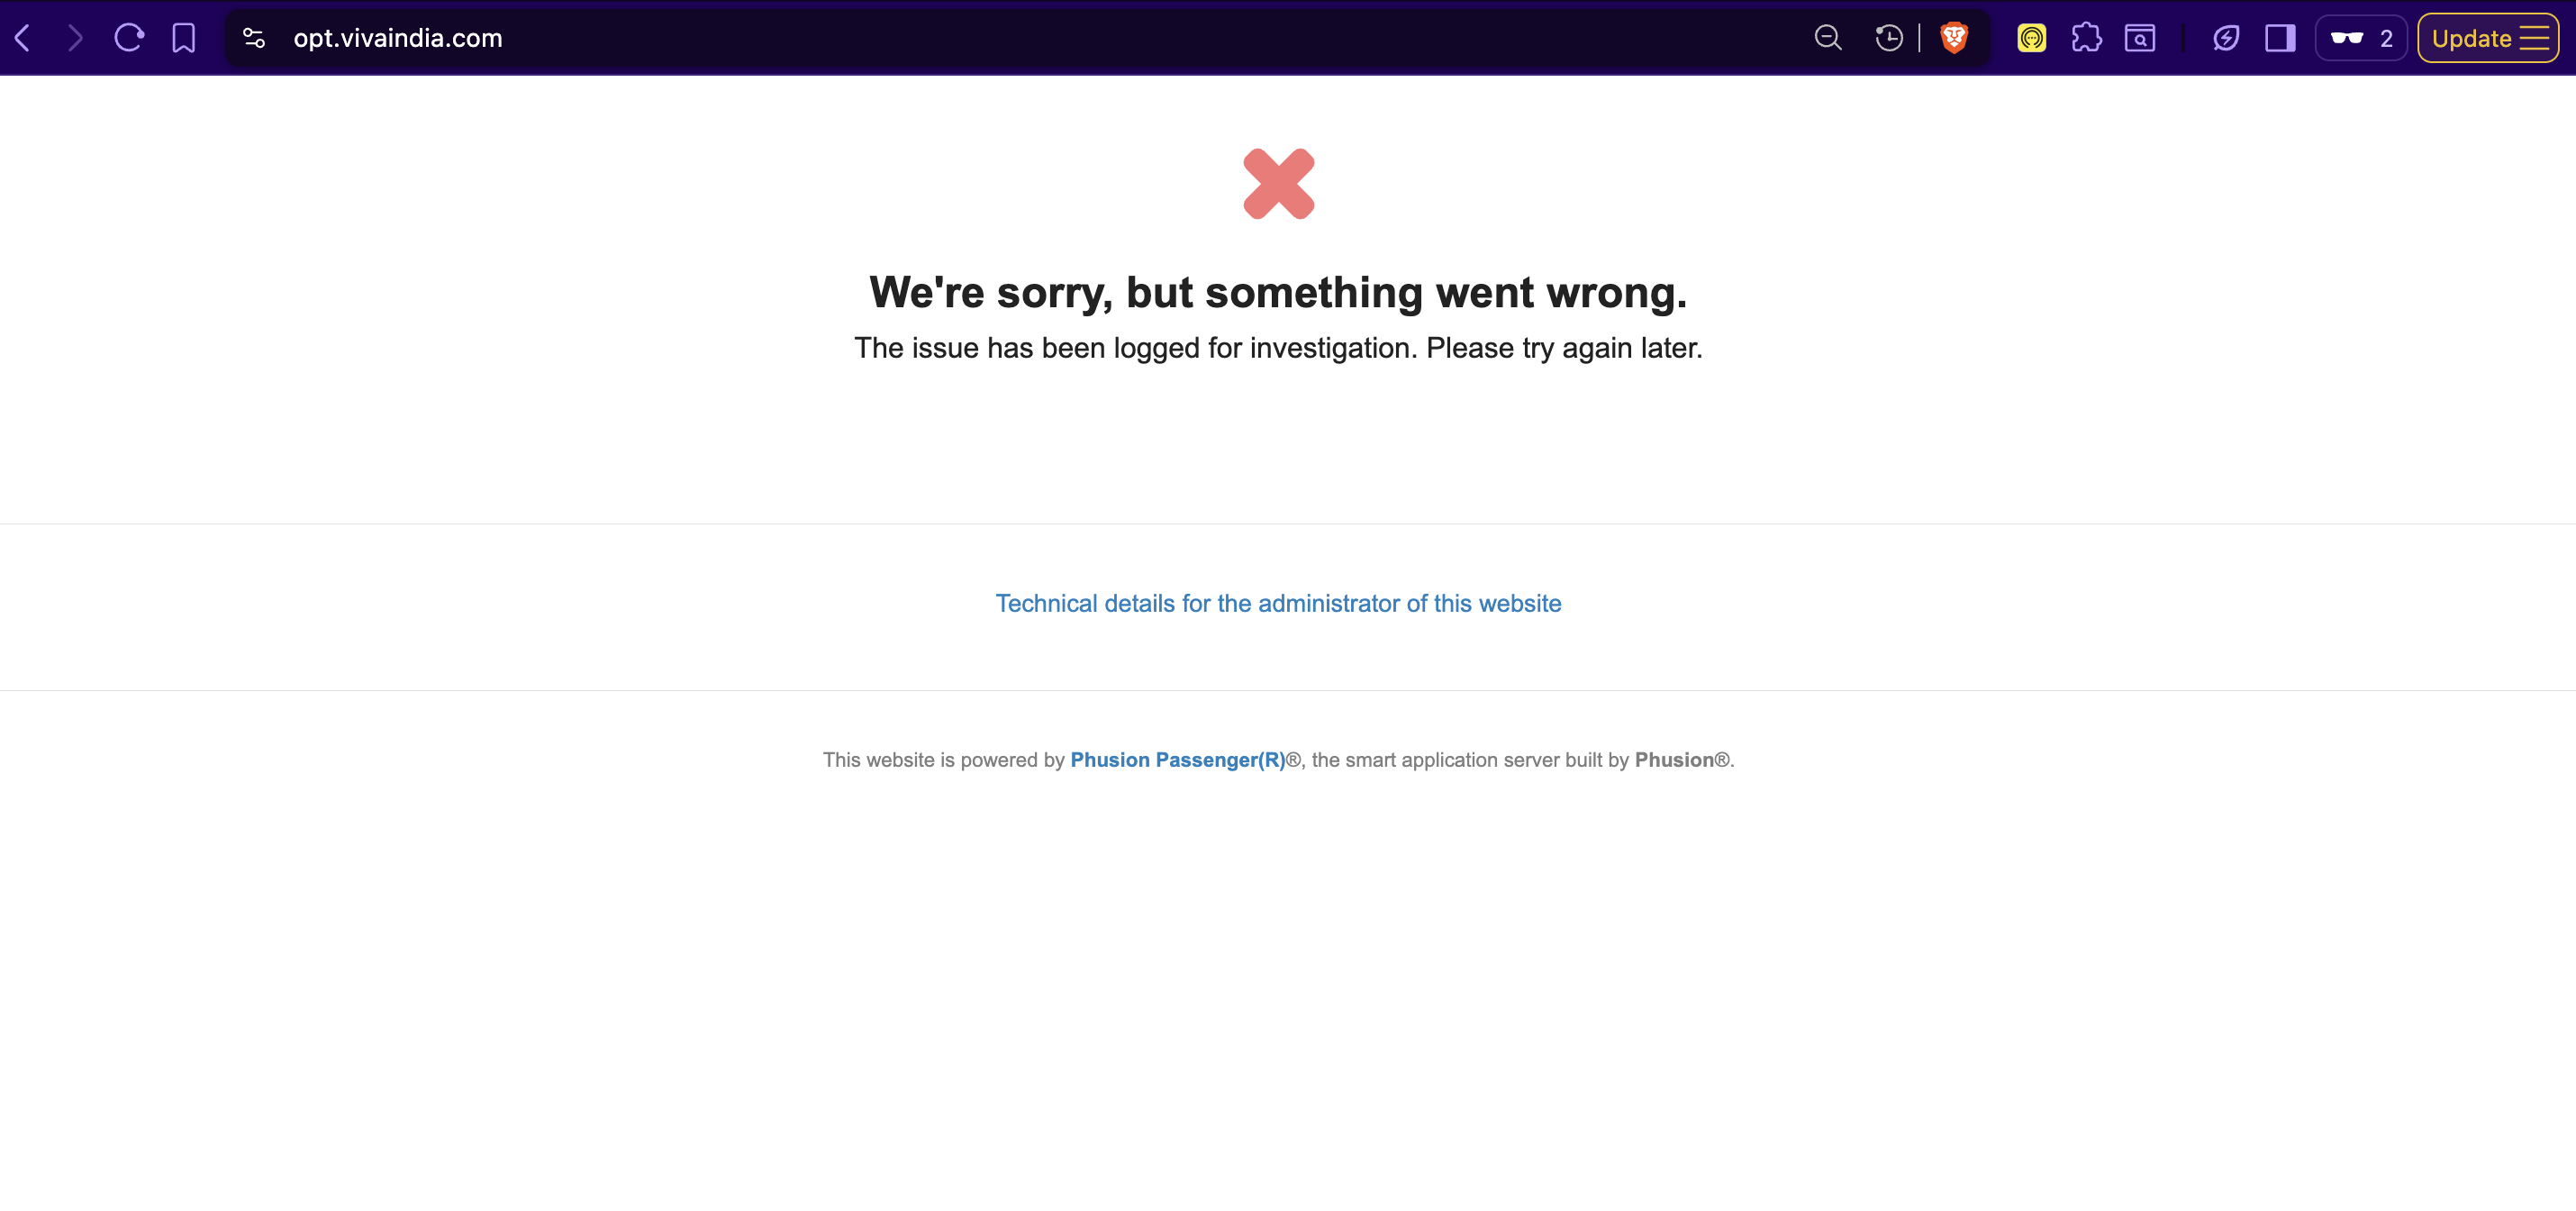 opt.vivaindia.com
2
Update
We're sorry, but something went wrong.
The issue has been logged for investigation. Please try again later.
Technical details for the administrator of this website
This website is powered by Phusion Passenger(R)®, the smart application server built by Phusion®.